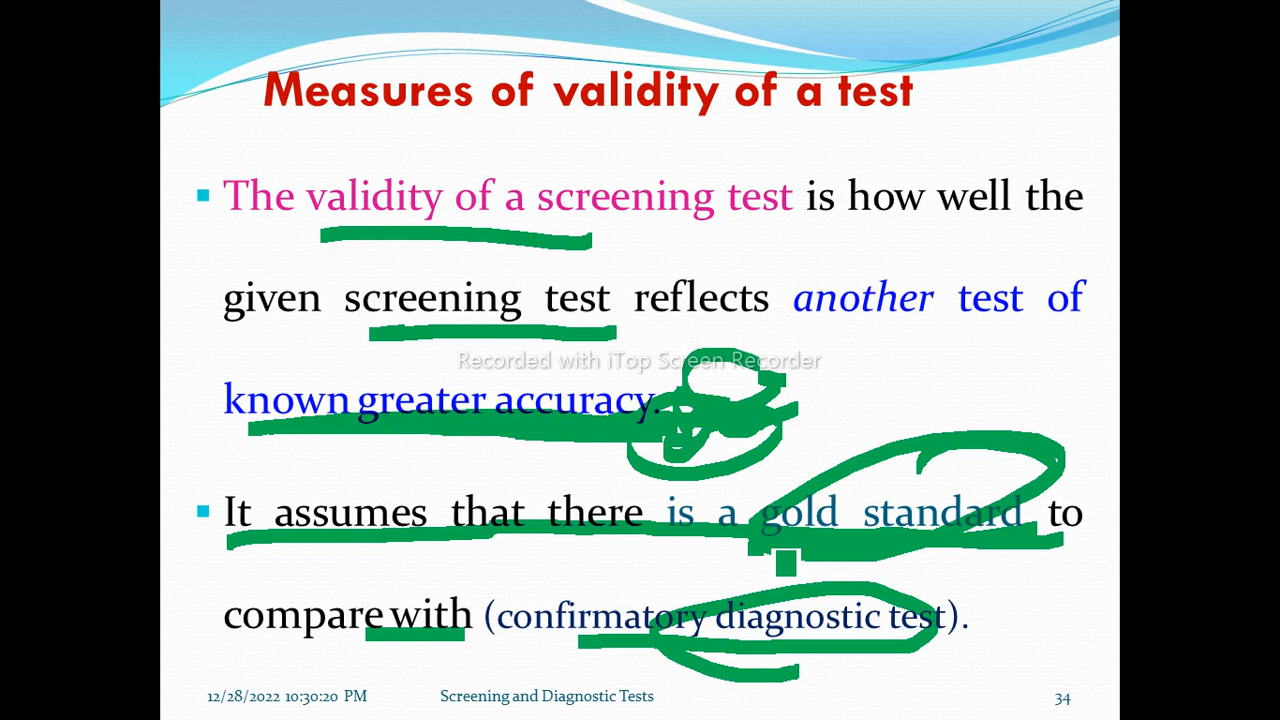 Measures of validity of a test
The validity of a screening test is how well the
given screening test reflects another test of
Recorded with iTop Screen Recorder
known greater accuracy.
It assumes that there is a gold standard to
compare with (confirmatory diagnostic test).
12/28/2022 10:30:20 PM Screening and Diagnostic Tests 34